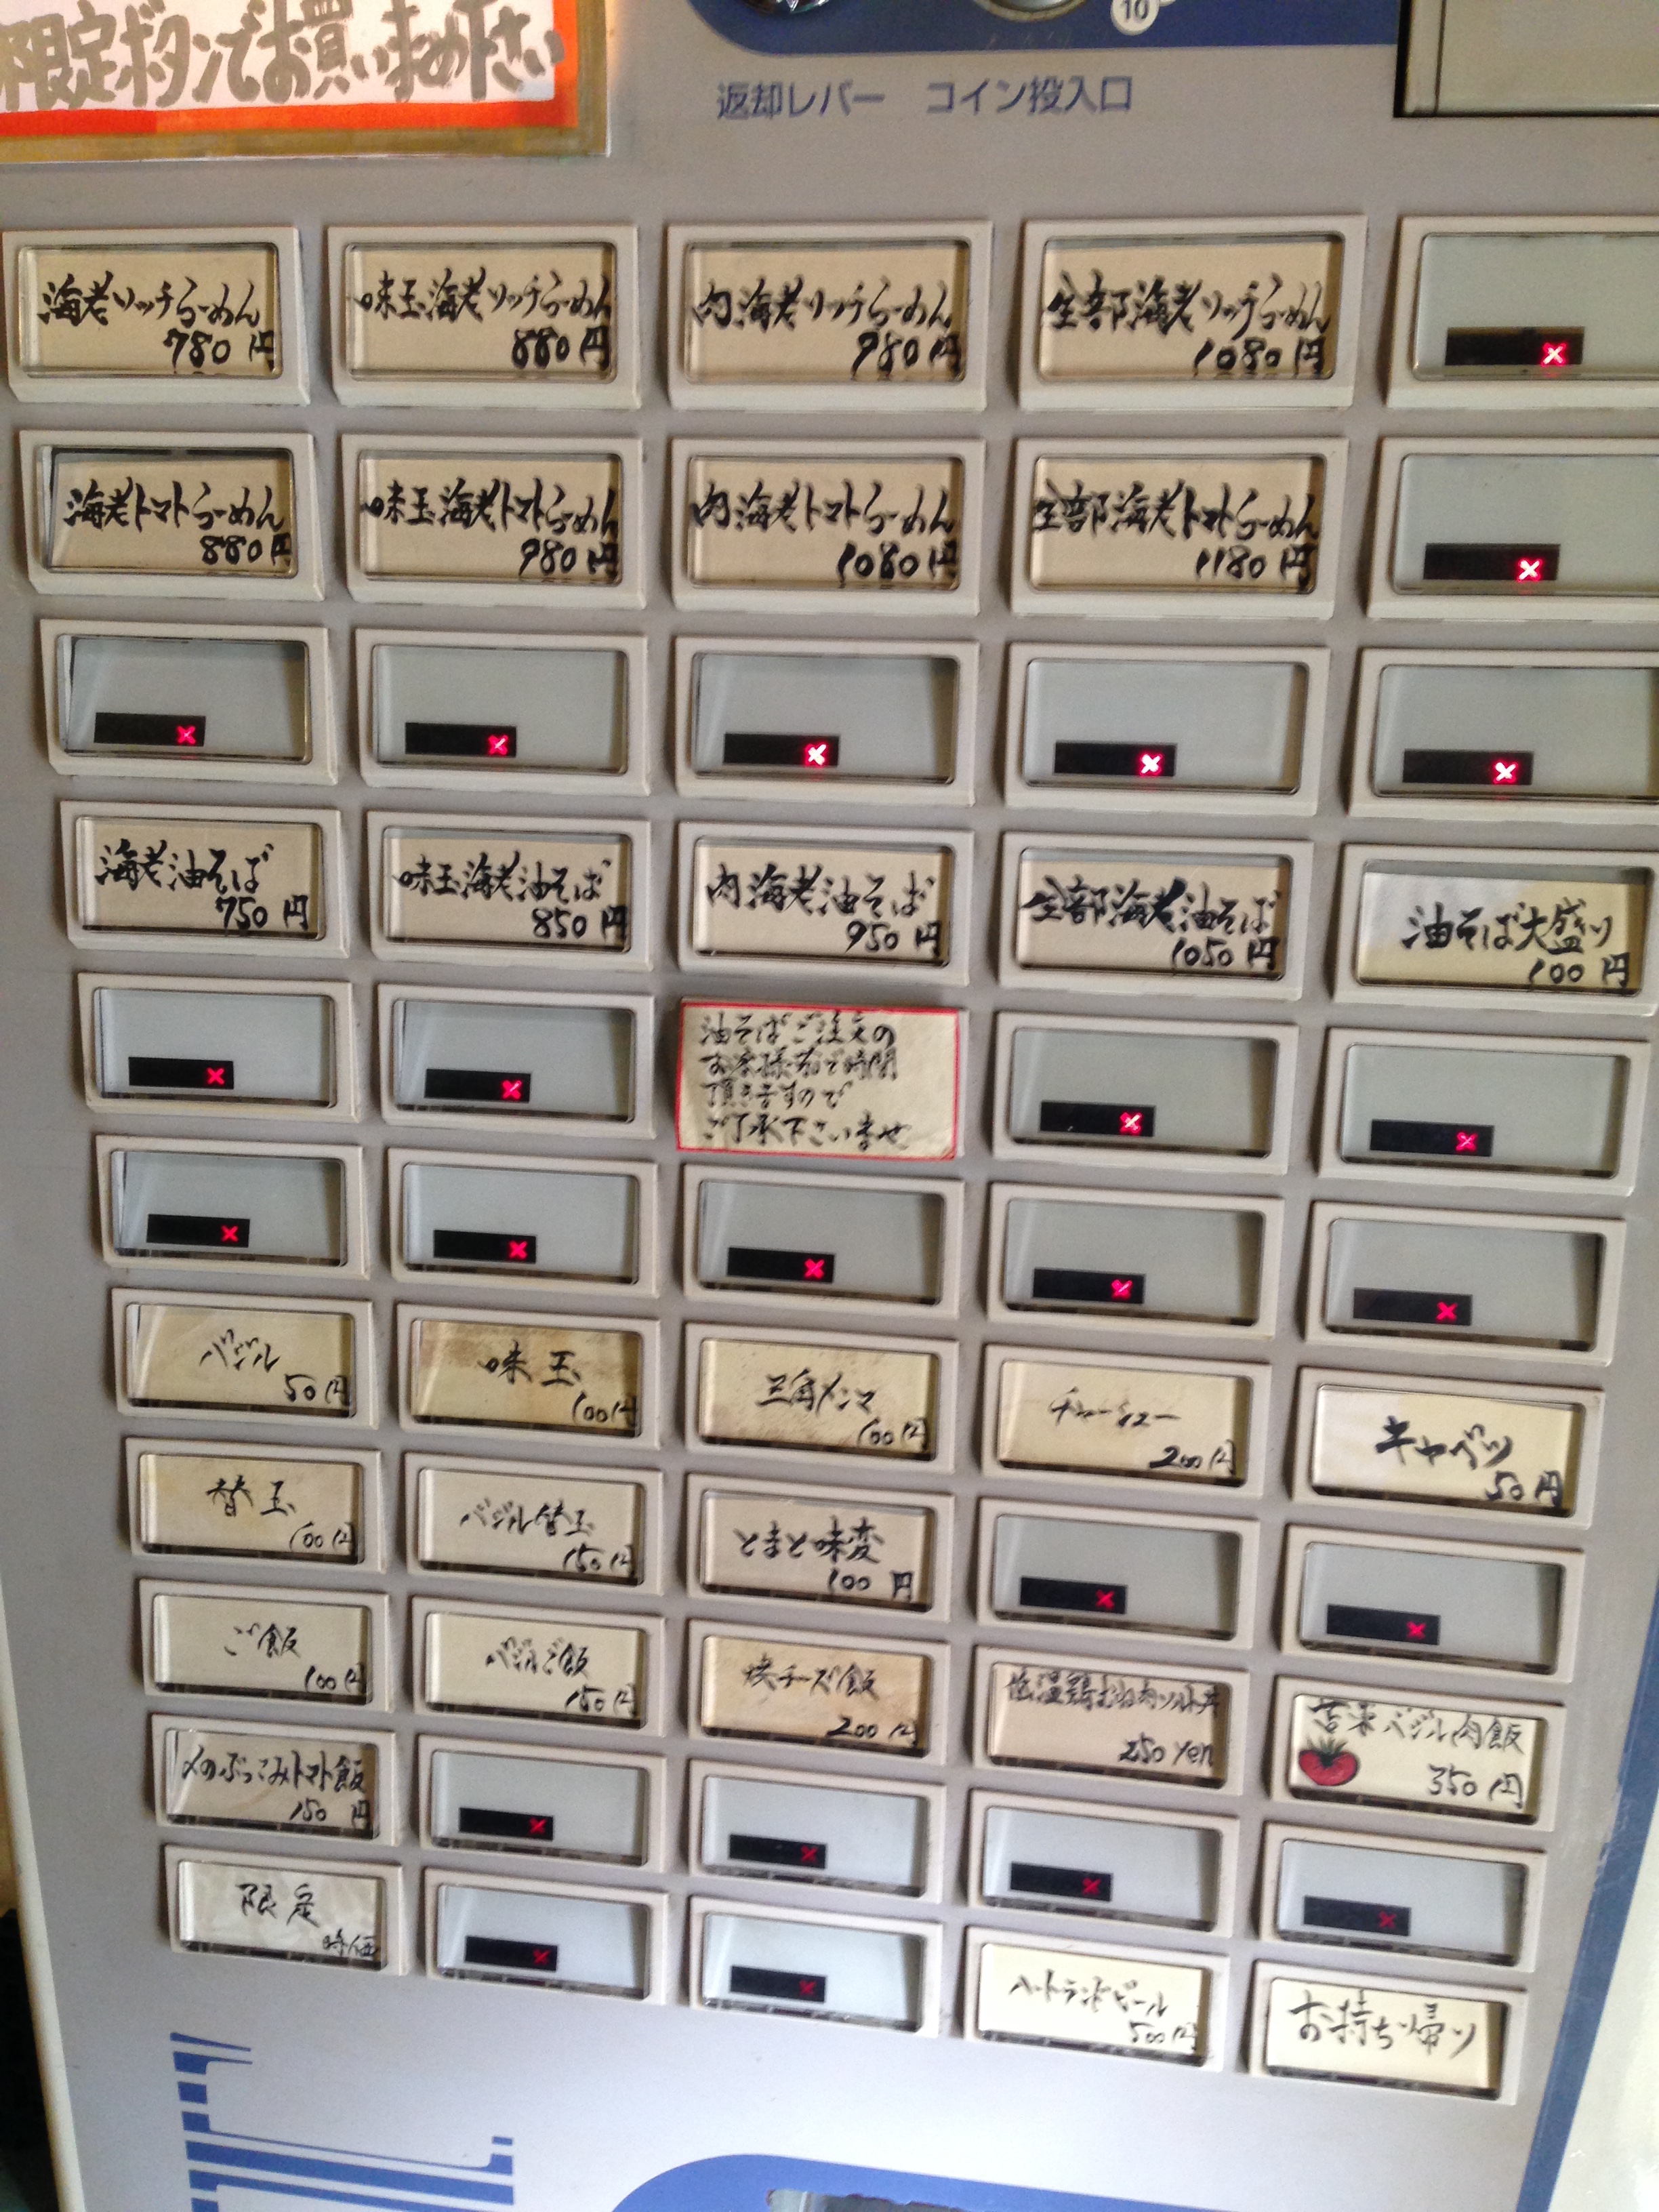 限定ボタンでお買い求め下さい
10
返却レバー コイン投入口
海老リッチらーめん
780円
味玉海老リッチらーめん
880円
肉海老リッチらーめん
980円
全部海老リッチらーめん
1080円
海老トマトらーめん
880円
味玉海老トマトらーめん
980円
肉海老トマトらーめん
1080円
全部海老トマトらーめん
1180円
海老油そば
750円
味玉海老油そば
850円
肉海老油そば
950円
全部海老油そば
1050円
油そば大盛り
100円
油そばご注文の
お客様茹で時間
頂きますので
ご了承下さいませ
バジル
50円
味玉
100円
三角メンマ
100円
チャーシュー
200円
キャベツ
50円
替玉
100円
バジル替玉
150円
とまと味変
100円
ご飯
100円
バジルご飯
150円
焼チーズ飯
200円
低温鶏むね肉ソルト丼
250yen
バジル肉飯
350円
〆のぶっこみトマト飯
150円
限定
時価
ハートランドビール
500円
お持ち帰り